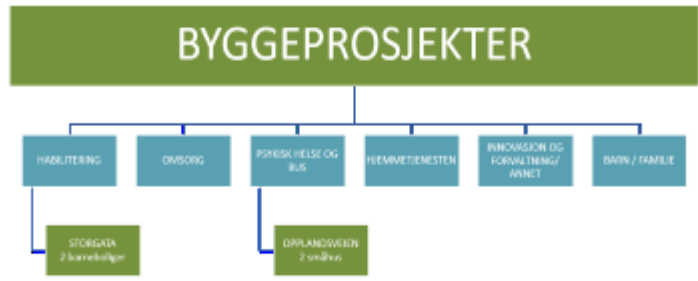 BYGGEPROSJEKTER
HABILITERING
OMSORG
PSYKISK HELSE OG
RUS
HJEMMETJENESTEN
INNOVASJON OG
FORVALTNING/
ANNET
BARN / FAMILIE
STORGATA
2 barneboliger
OPPLANDSVEIEN
2 småhus